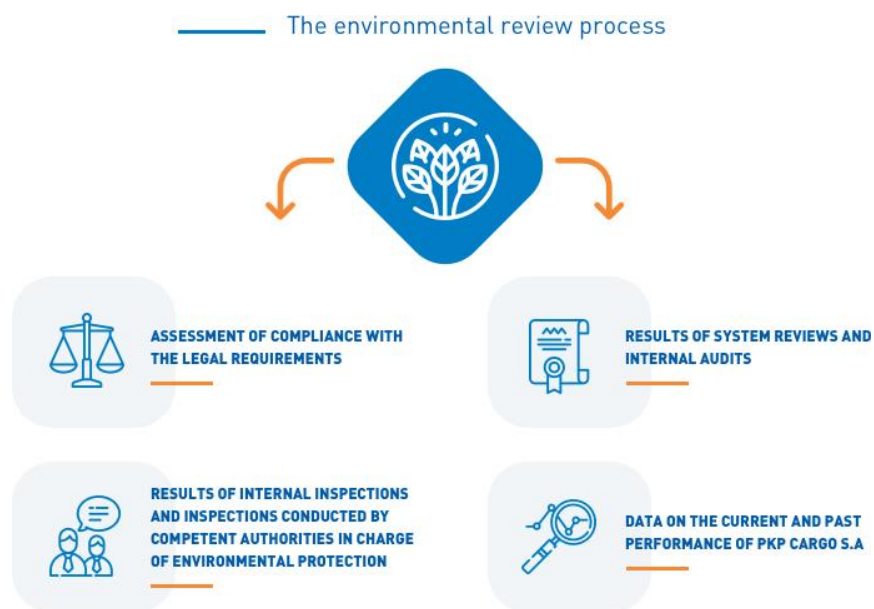 The environmental review process
ASSESSMENT OF COMPLIANCE WITH
THE LEGAL REQUIREMENTS
RESULTS OF SYSTEM REVIEWS AND
INTERNAL AUDITS
RESULTS OF INTERNAL INSPECTIONS
AND INSPECTIONS CONDUCTED BY
COMPETENT AUTHORITIES IN CHARGE
OF ENVIRONMENTAL PROTECTION
DATA ON THE CURRENT AND PAST
PERFORMANCE OF PKP CARGO S.A